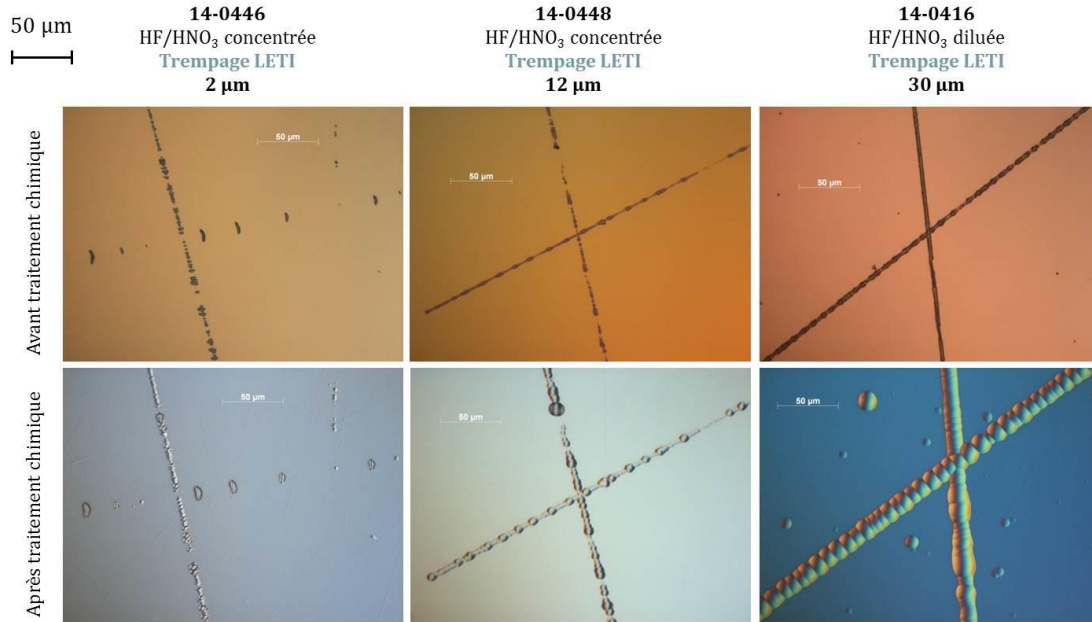 50 μm
14-0446
HF/HNO₃ concentrée
Trempage LETI
2 μm
14-0448
HF/HNO₃ concentrée
Trempage LETI
12 μm
14-0416
HF/HNO₃ diluée
Trempage LETI
30 μm
Avant traitement chimique
50 μm
50 μm
50 μm
Après traitement chimique
50 μm
50 μm
50 μm